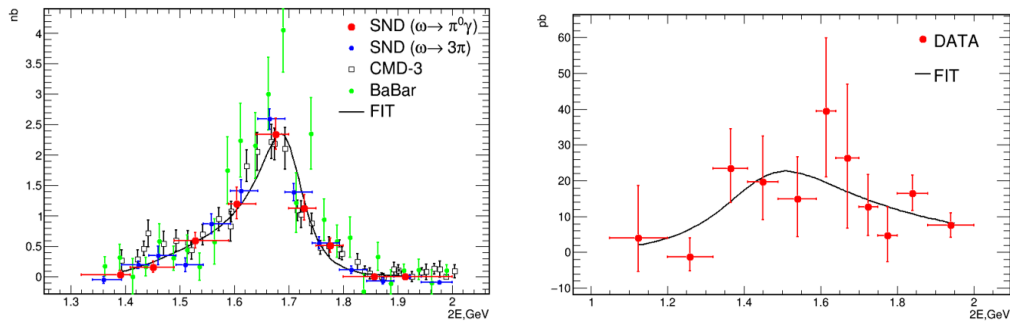 nb
4
3.5
3
2.5
2
1.5
1
0.5
0
1.3 1.4 1.5 1.6 1.7 1.8 1.9 2
2E,GeV
SND (ω→ π⁰γ)
SND (ω→ 3π)
CMD-3
BaBar
FIT
pb
60
50
40
30
20
10
0
−10
1 1.2 1.4 1.6 1.8 2
2E,GeV
DATA
FIT